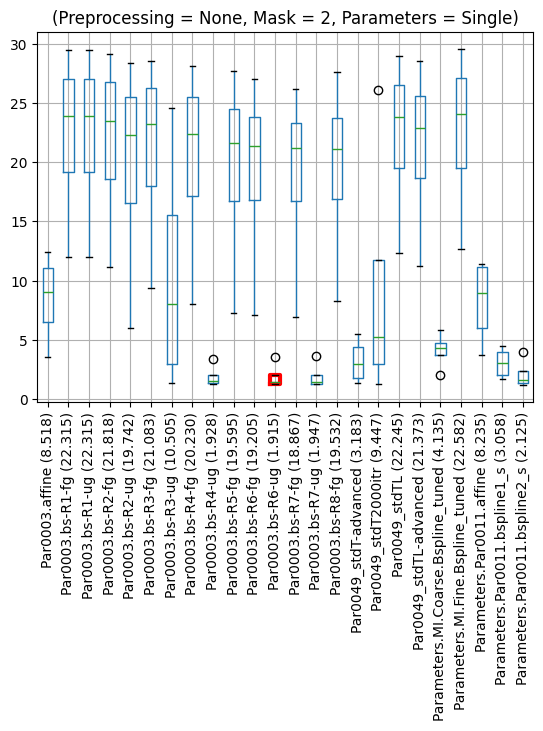 (Preprocessing = None, Mask = 2, Parameters = Single)
30
25
20
15
10
5
0
Par0003.affine (8.518)
Par0003.bs-R1-fg (22.315)
Par0003.bs-R1-ug (22.315)
Par0003.bs-R2-fg (21.818)
Par0003.bs-R2-ug (19.742)
Par0003.bs-R3-fg (21.083)
Par0003.bs-R3-ug (10.505)
Par0003.bs-R4-fg (20.230)
Par0003.bs-R4-ug (1.928)
Par0003.bs-R5-fg (19.595)
Par0003.bs-R6-fg (19.205)
Par0003.bs-R6-ug (1.915)
Par0003.bs-R7-fg (18.867)
Par0003.bs-R7-ug (1.947)
Par0003.bs-R8-fg (19.532)
Par0049_stdT-advanced (3.183)
Par0049_stdT2000itr (9.447)
Par0049_stdTL (22.245)
Par0049_stdTL-advanced (21.373)
Parameters.MI.Coarse.Bspline_tuned (4.135)
Parameters.MI.Fine.Bspline_tuned (22.582)
Parameters.Par0011.affine (8.235)
Parameters.Par0011.bspline1_s (3.058)
Parameters.Par0011.bspline2_s (2.125)